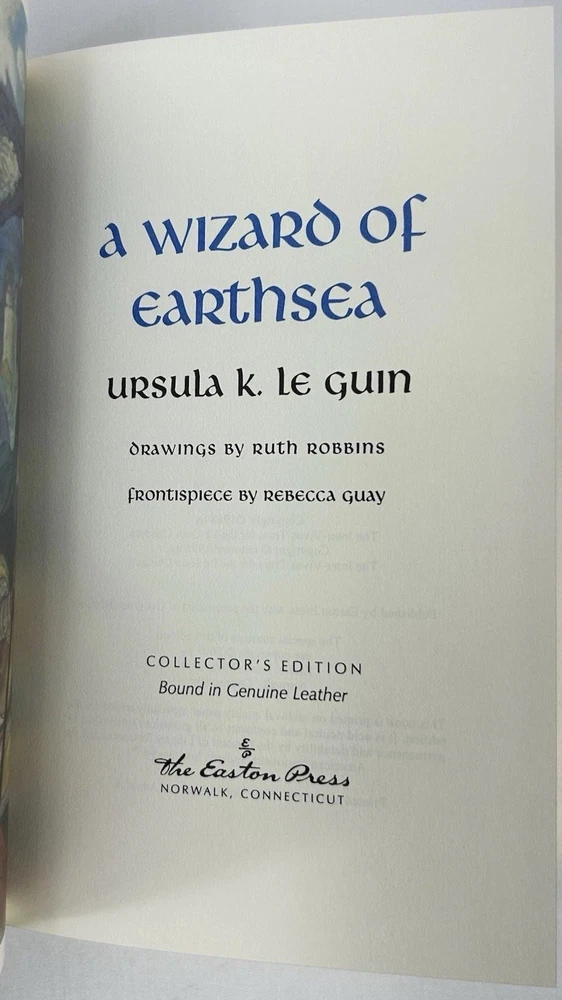 A WIZARD OF
EARTHSEA
URSULA K. LE GUIN
DRAWINGS BY RUTH ROBBINS
FRONTISPIECE BY REBECCA GUAY
COLLECTOR'S EDITION
Bound in Genuine Leather
E/P
The Easton Press
NORWALK, CONNECTICUT